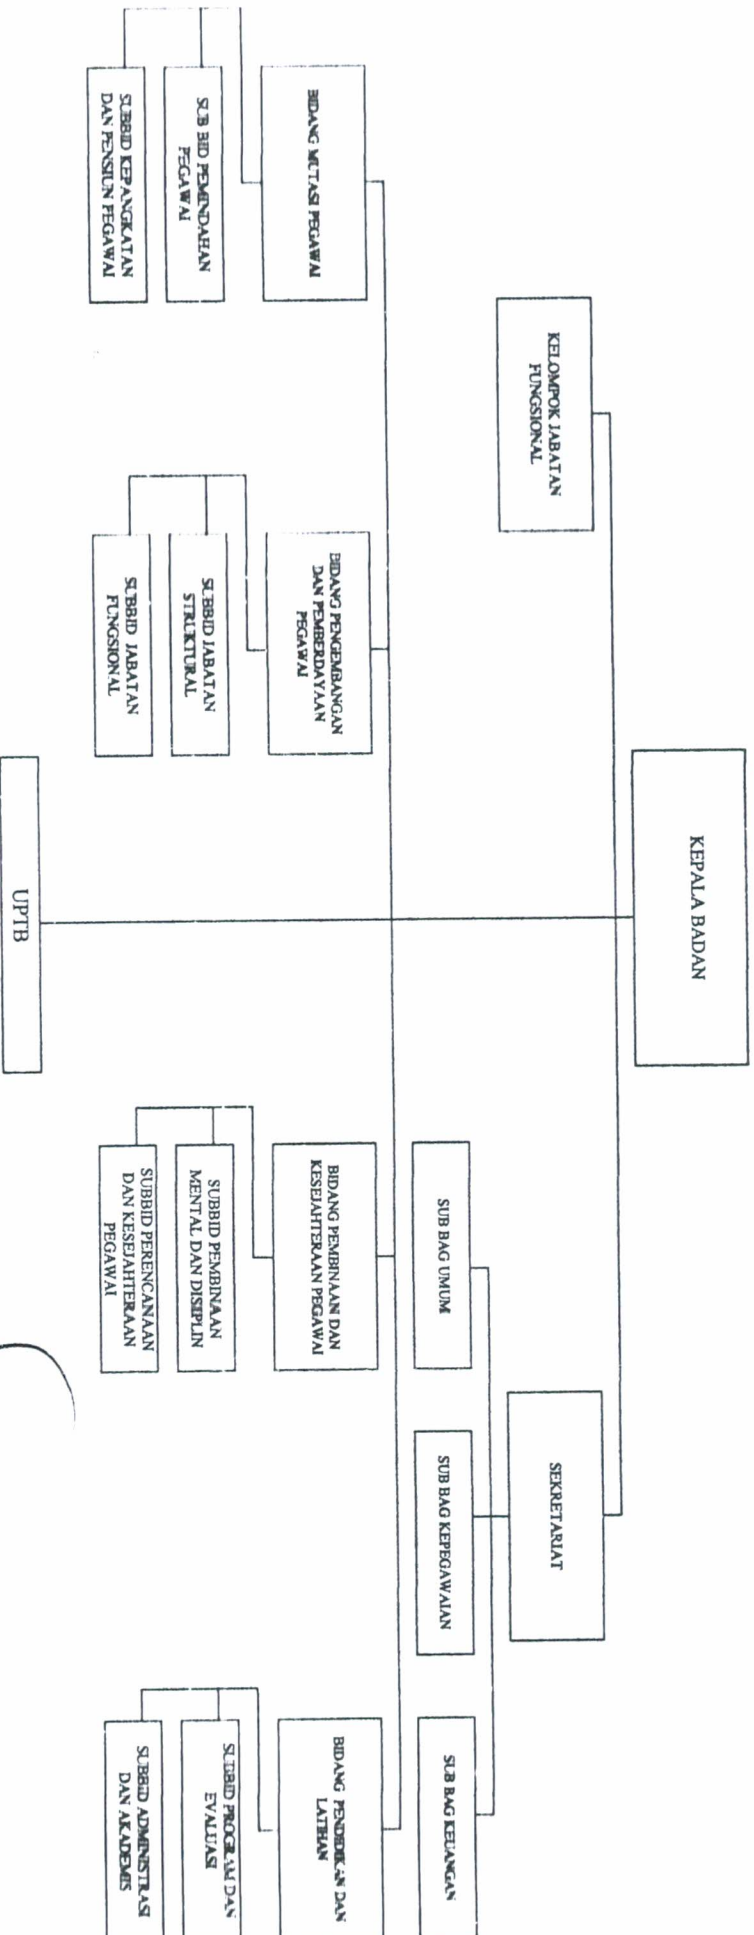 KEPALA BADAN
KELOMPOK JABATAN
FUNGSIONAL
SEKRETARIAT
SUB BAG UMUM
SUB BAG KEPEGAWAIAN
SUB BAG KEUANGAN
BIDANG MUTASI PEGAWAI
SUB BID PEMINDAHAN
PEGAWAI
SUBBID KEPANGKATAN
DAN PENSIUN PEGAWAI
BIDANG PENGEMBANGAN
DAN PEMBERDAYAAN
PEGAWAI
SUBBID JABATAN
STRUKTURAL
SUBBID JABATAN
FUNGSIONAL
BIDANG PEMBINAAN DAN
KESEJAHTERAAN PEGAWAI
SUBBID PEMBINAAN
MENTAL DAN DISIPLIN
SUBBID PERENCANAAN
DAN KESEJAHTERAAN
PEGAWAI
BIDANG PENDIDIKAN DAN
LATIHAN
SUBBID PROGRAM DAN
EVALUASI
SUBBID ADMINISTRASI
DAN AKADEMIS
UPTB